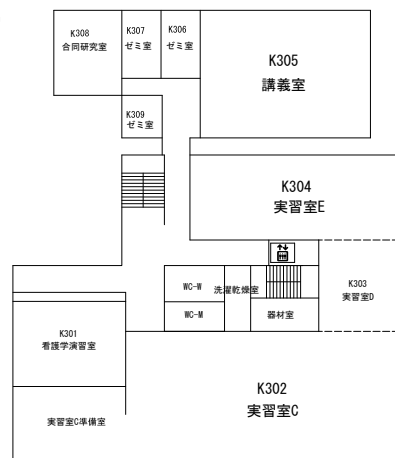 K308
合同研究室
K307
ゼミ室
K306
ゼミ室
K305
講義室
K309
ゼミ室
K304
実習室E
K303
実習室D
WC-W
洗濯乾燥室
WC-M
器材室
K301
看護学演習室
K302
実習室C
実習室C準備室